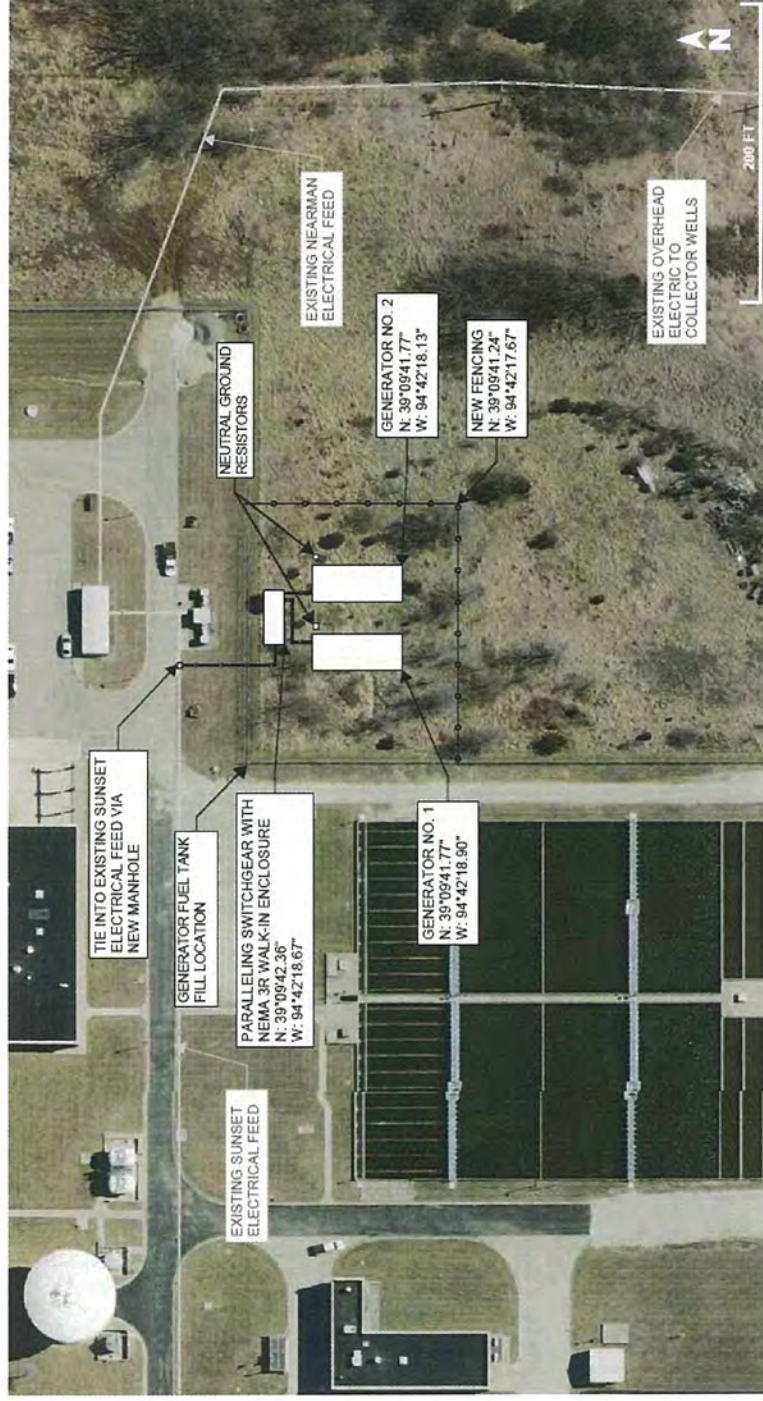 TIE INTO EXISTING SUNSET
ELECTRICAL FEED VIA
NEW MANHOLE
GENERATOR FUEL TANK
FILL LOCATION
PARALLELING SWITCHGEAR WITH
NEMA 3R WALK-IN ENCLOSURE
N: 39°09'42.36"
W: 94°42'18.67"
EXISTING SUNSET
ELECTRICAL FEED
GENERATOR NO. 1
N: 39°09'41.77"
W: 94°42'18.90"
NEUTRAL GROUND
RESISTORS
EXISTING NEARMAN
ELECTRICAL FEED
GENERATOR NO. 2
N: 39°09'41.77"
W: 94°42'18.13"
NEW FENCING
N: 39°09'41.24"
W: 94°42'17.67"
EXISTING OVERHEAD
ELECTRIC TO
COLLECTOR WELLS
N
200 FT